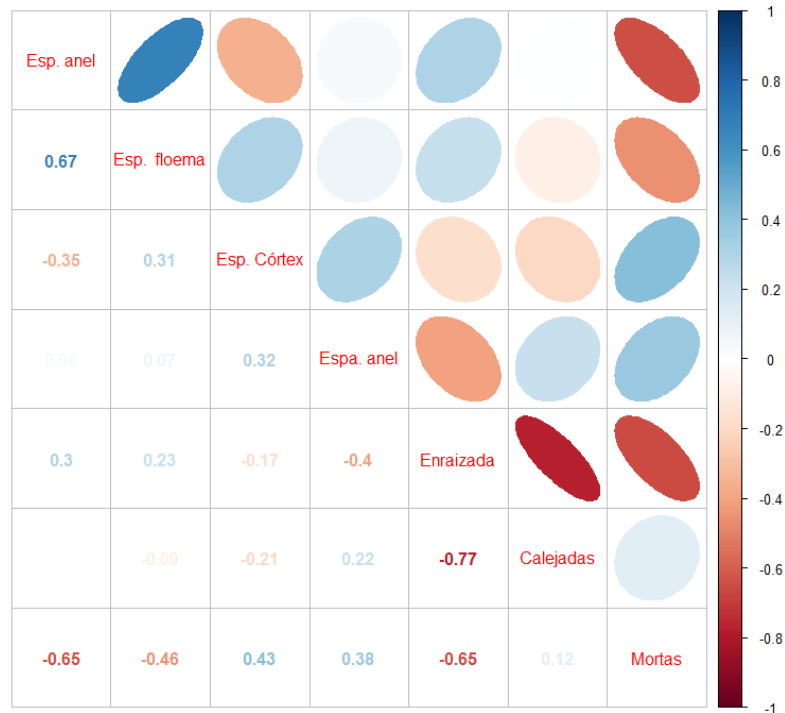 Esp. anel
0.67 Esp. floema
-0.35 0.31 Esp. Córtex
0.04 0.07 0.32 Espa. anel
0.3 0.23 -0.17 -0.4 Enraizada
-0.09 -0.21 0.22 -0.77 Calejadas
-0.65 -0.46 0.43 0.38 -0.65 0.12 Mortas
1
0.8
0.6
0.4
0.2
0
-0.2
-0.4
-0.6
-0.8
-1